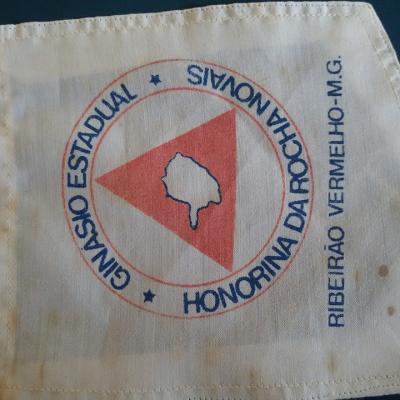 GINÁSIO ESTADUAL
HONORINA DA ROCHA NOVAIS
RIBEIRÃO VERMELHO-M.G.